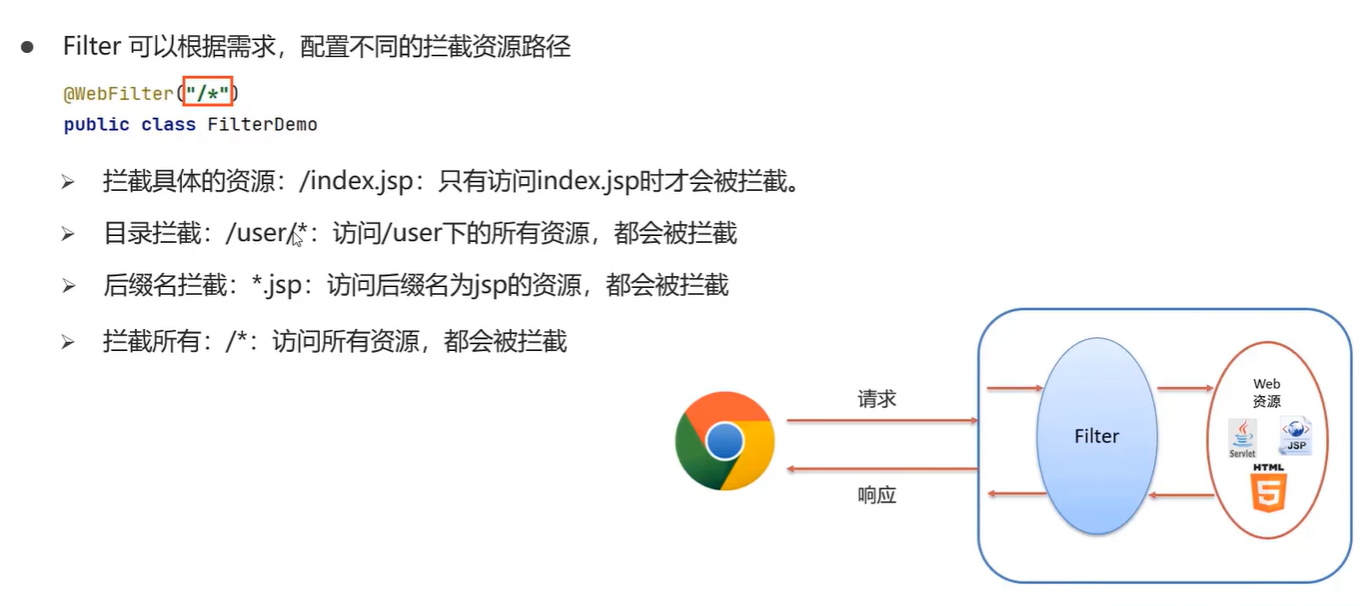 Filter 可以根据需求，配置不同的拦截资源路径
@WebFilter("/*")
public class FilterDemo
拦截具体的资源：/index.jsp：只有访问index.jsp时才会被拦截。
目录拦截：/user/*：访问/user下的所有资源，都会被拦截
后缀名拦截：*.jsp：访问后缀名为jsp的资源，都会被拦截
拦截所有：/*：访问所有资源，都会被拦截
请求
响应
Filter
Web
资源
Servlet
JSP
HTML
5